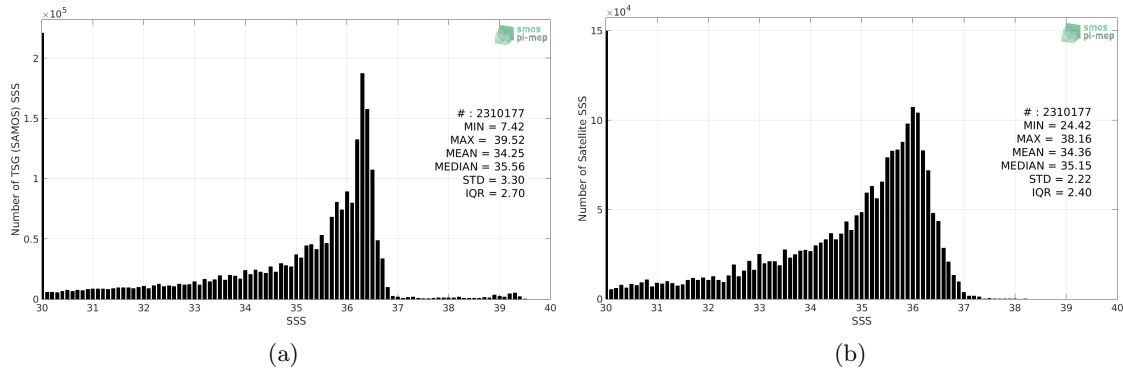 ×10⁵
smos
pi-mep
2
1.5
1
0.5
0
Number of TSG (SAMOS) SSS
# : 2310177
MIN = 7.42
MAX = 39.52
MEAN = 34.25
MEDIAN = 35.56
STD = 3.30
IQR = 2.70
30 31 32 33 34 35 36 37 38 39 40
SSS
(a)
×10⁴
smos
pi-mep
15
10
5
0
Number of Satellite SSS
# : 2310177
MIN = 24.42
MAX = 38.16
MEAN = 34.36
MEDIAN = 35.15
STD = 2.22
IQR = 2.40
30 31 32 33 34 35 36 37 38 39 40
SSS
(b)